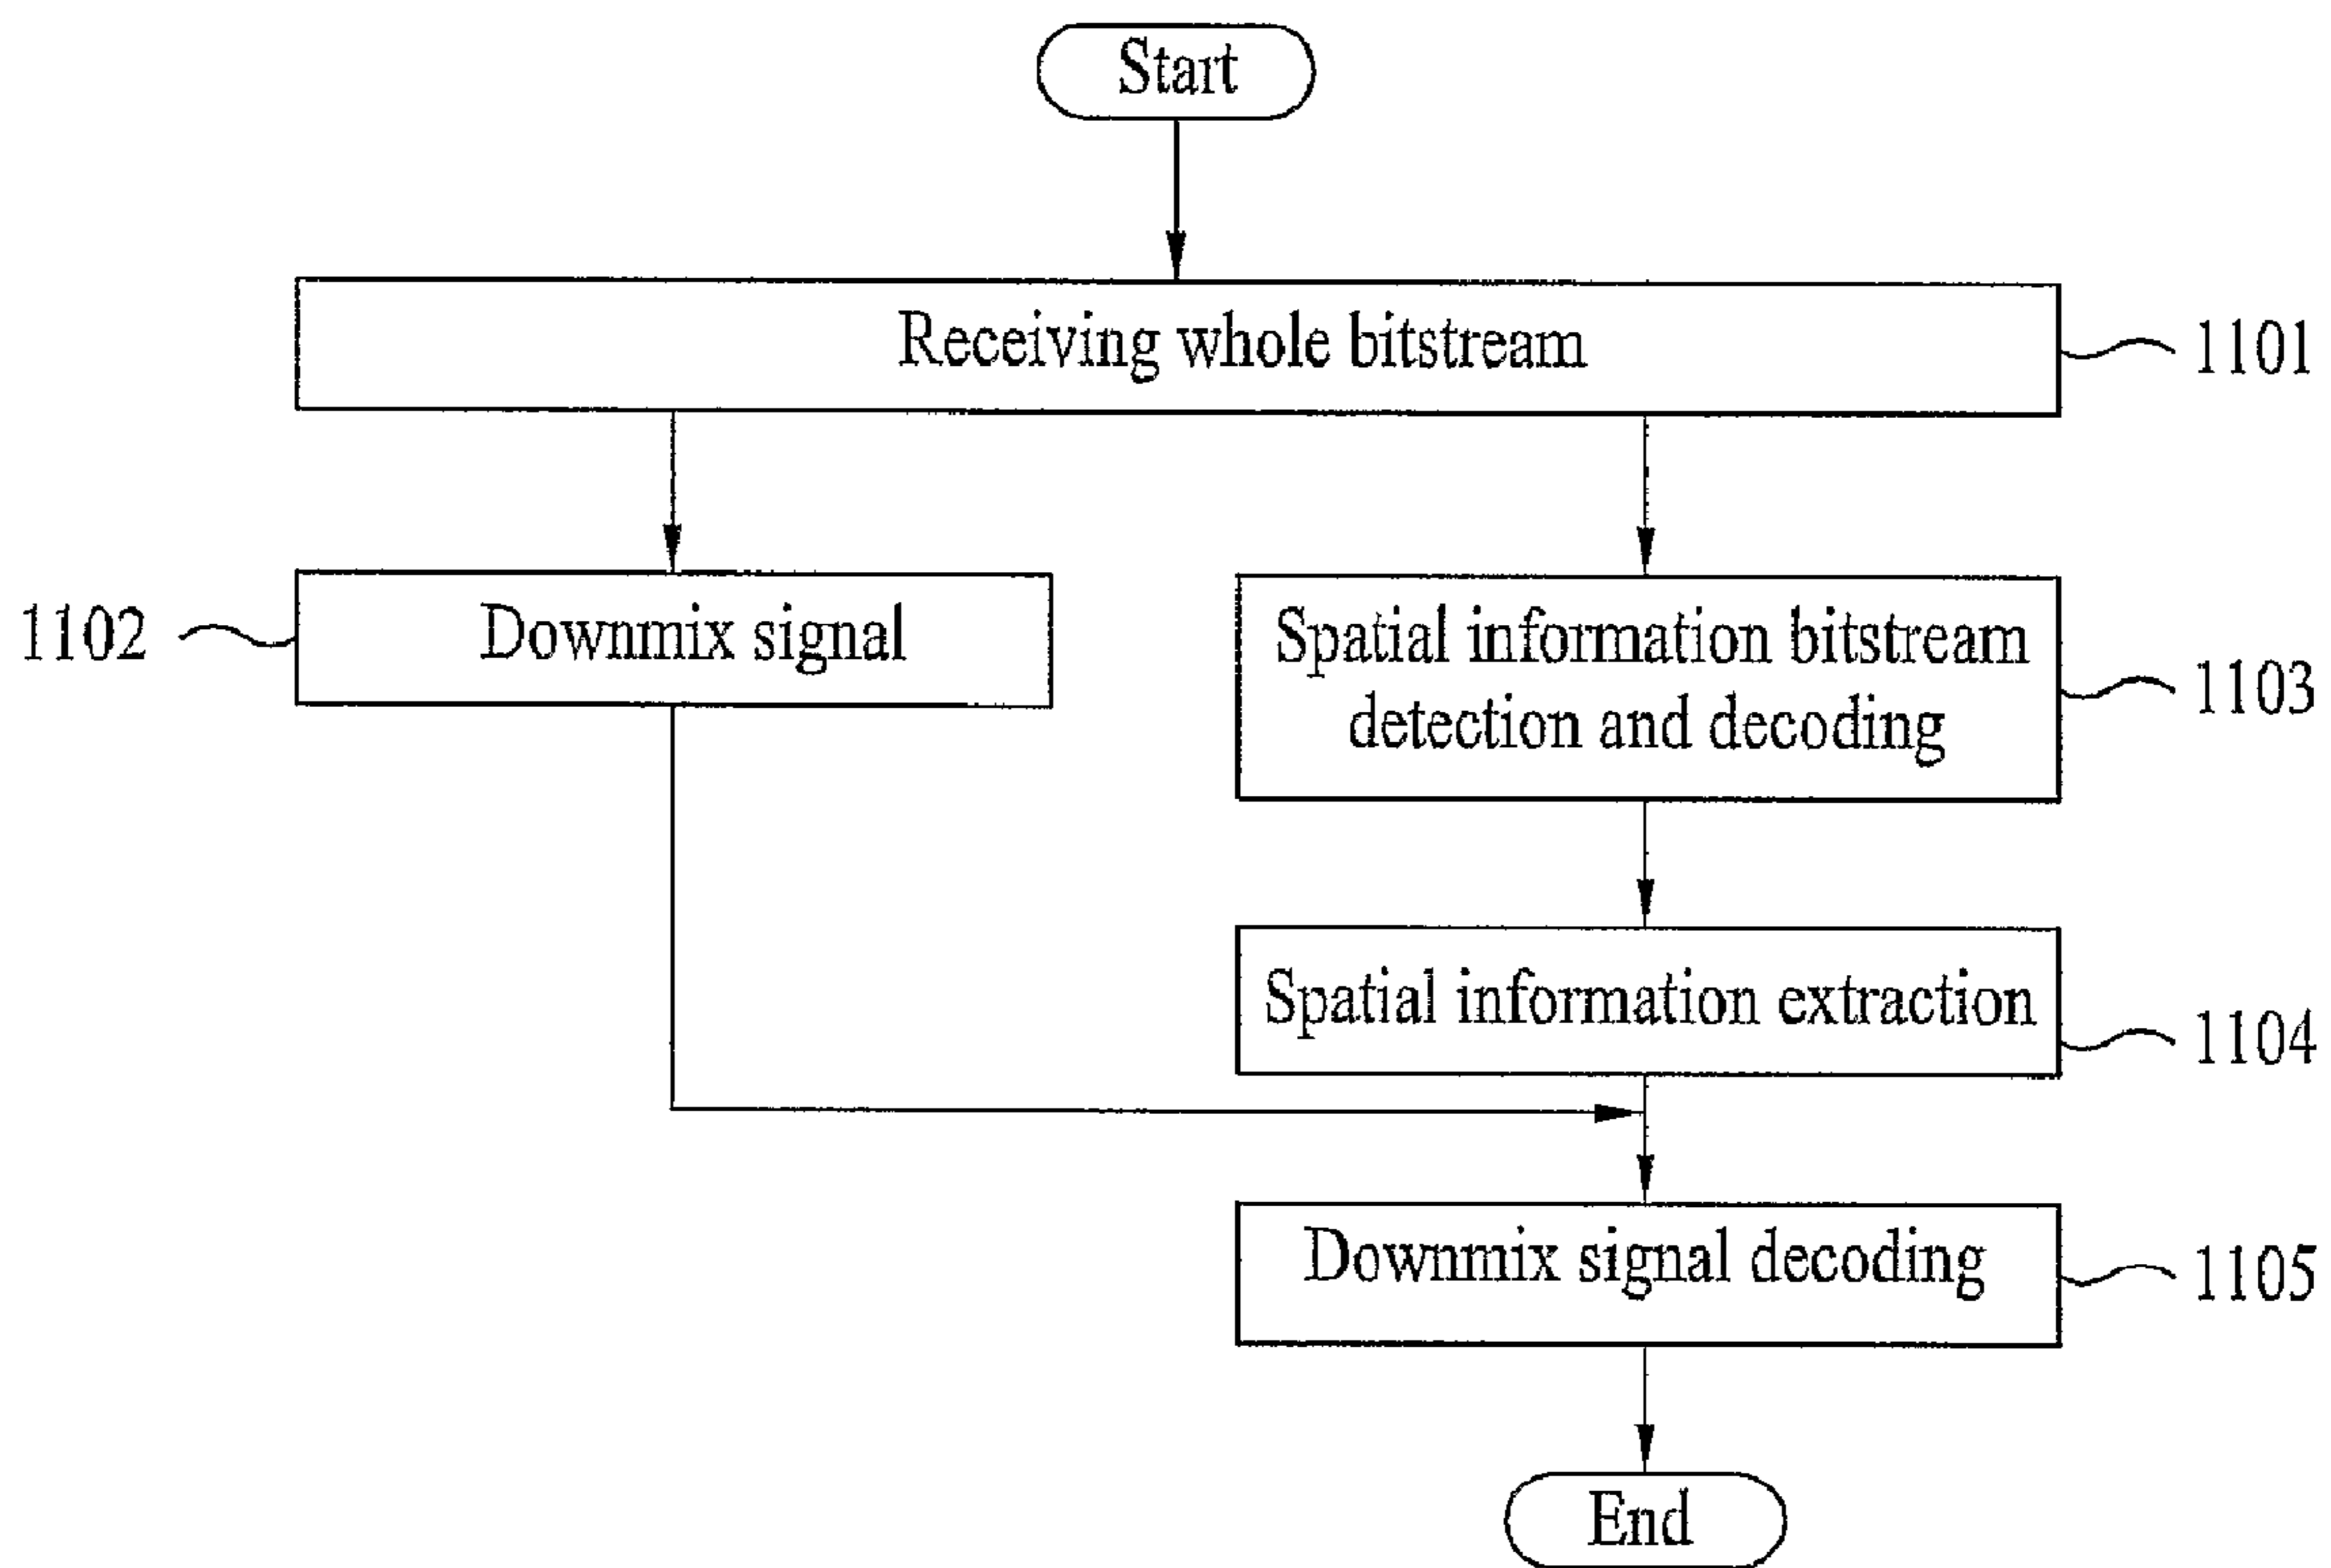 Start
Receiving whole bitstream
1101
1102
Downmix signal
Spatial information bitstream
detection and decoding
1103
Spatial information extraction
1104
Downmix signal decoding
1105
End